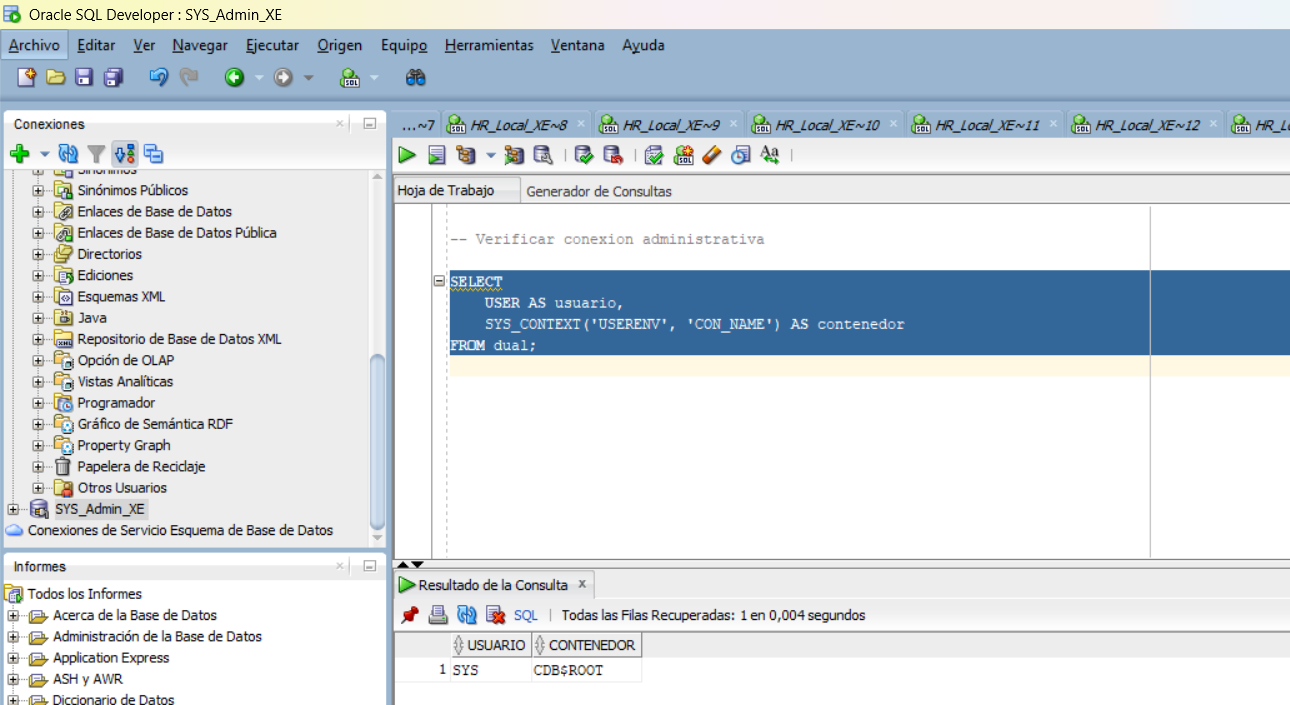 Oracle SQL Developer : SYS_Admin_XE
Archivo Editar Ver Navegar Ejecutar Origen Equipo Herramientas Ventana Ayuda
Conexiones
Sinónimos
Sinónimos Públicos
Enlaces de Base de Datos
Enlaces de Base de Datos Pública
Directorios
Ediciones
Esquemas XML
Java
Repositorio de Base de Datos XML
Opción de OLAP
Vistas Analíticas
Programador
Gráfico de Semántica RDF
Property Graph
Papelera de Reciclaje
Otros Usuarios
SYS_Admin_XE
Conexiones de Servicio Esquema de Base de Datos
Informes
Todos los Informes
Acerca de la Base de Datos
Administración de la Base de Datos
Application Express
ASH y AWR
Diccionario de Datos
...~7 HR_Local_XE~8 HR_Local_XE~9 HR_Local_XE~10 HR_Local_XE~11 HR_Local_XE~12 HR_L
Hoja de Trabajo Generador de Consultas
-- Verificar conexion administrativa
SELECT
USER AS usuario,
SYS_CONTEXT('USERENV', 'CON_NAME') AS contenedor
FROM dual;
Resultado de la Consulta x
SQL | Todas las Filas Recuperadas: 1 en 0,004 segundos
USUARIO CONTENEDOR
1 SYS CDB$ROOT